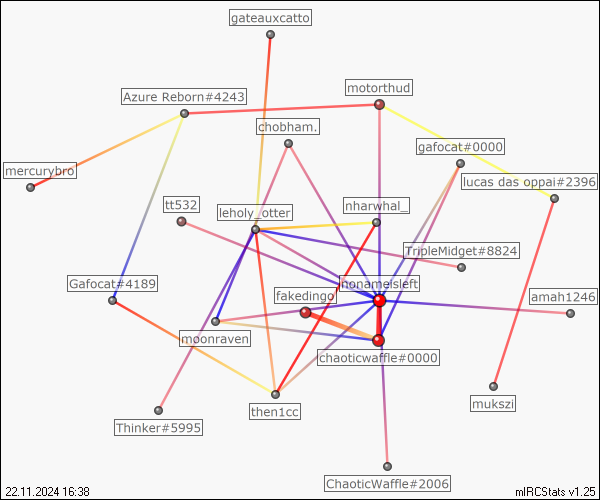 gateauxcatto
motorthud
Azure Reborn#4243
chobham.
gafocat#0000
mercurybro
lucas das oppai#2396
tt532
nharwhal_
leholy_otter
TripleMidget#8824
Gafocat#4189
nonameisleft
fakedingo
amah1246
moonraven
chaoticwaffle#0000
mukszi
then1cc
Thinker#5995
ChaoticWaffle#2006
22.11.2024 16:38
mIRCStats v1.25